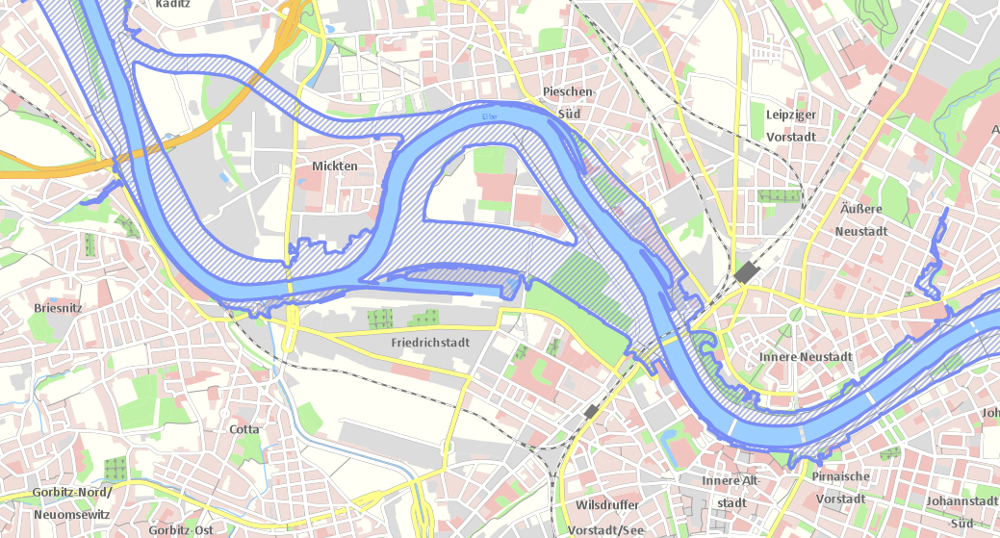 Kaditz
Pieschen-
Süd
Elbe
Leipziger
Vorstadt
Mickten
Äußere
Neustadt
Briesnitz
Friedrichstadt
Innere Neustadt
Cotta
Gorbitz-Nord/
Neuomsewitz
Gorbitz-Ost
Wilsdruffer
Vorstadt/See
Innere Alt-
stadt
Pirnaische
Vorstadt
Johannstadt
Süd-
Joh
A